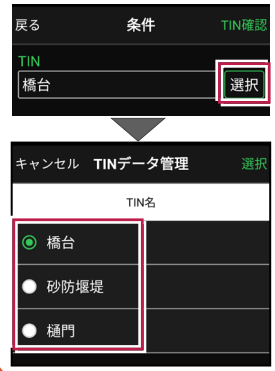 戻る 条件 TIN確認
TIN
橋台 選択
キャンセル TINデータ管理 選択
TIN名
橋台
砂防堰堤
樋門